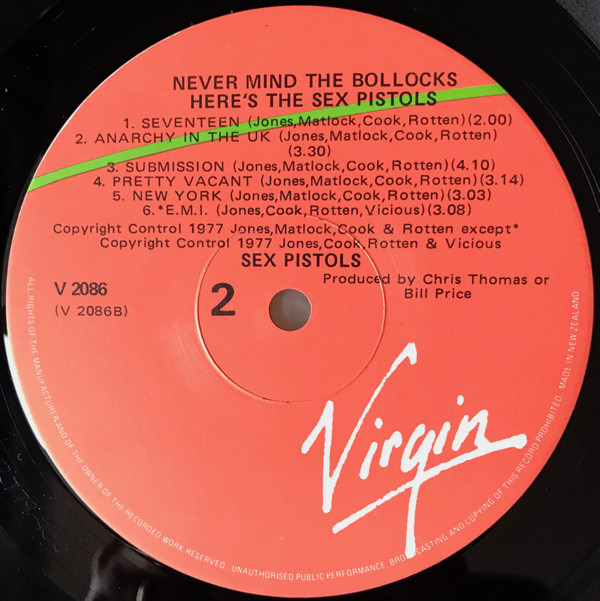 NEVER MIND THE BOLLOCKS
HERE'S THE SEX PISTOLS
1. SEVENTEEN (Jones,Matlock,Cook,Rotten)(2.00)
2. ANARCHY IN THE UK (Jones,Matlock,Cook,Rotten)
(3.30)
3. SUBMISSION (Jones,Matlock,Cook,Rotten)(4.10)
4. PRETTY VACANT (Jones,Matlock,Cook,Rotten)(3.14)
5. NEW YORK (Jones,Matlock,Cook,Rotten)(3.03)
6.*E.M.I. (Jones,Cook,Rotten,Vicious)(3.08)
Copyright Control 1977 Jones,Matlock,Cook & Rotten except*
Copyright Control 1977 Jones,Cook,Rotten & Vicious
SEX PISTOLS
Produced by Chris Thomas or
Bill Price
V 2086
(V 2086B)
2
Virgin
ALL RIGHTS OF THE MANUFACTURER AND OF THE OWNER OF THE RECORDED WORK RESERVED. UNAUTHORISED PUBLIC PERFORMANCE, BROADCASTING AND COPYING OF THIS RECORD PROHIBITED. MADE IN NEW ZEALAND